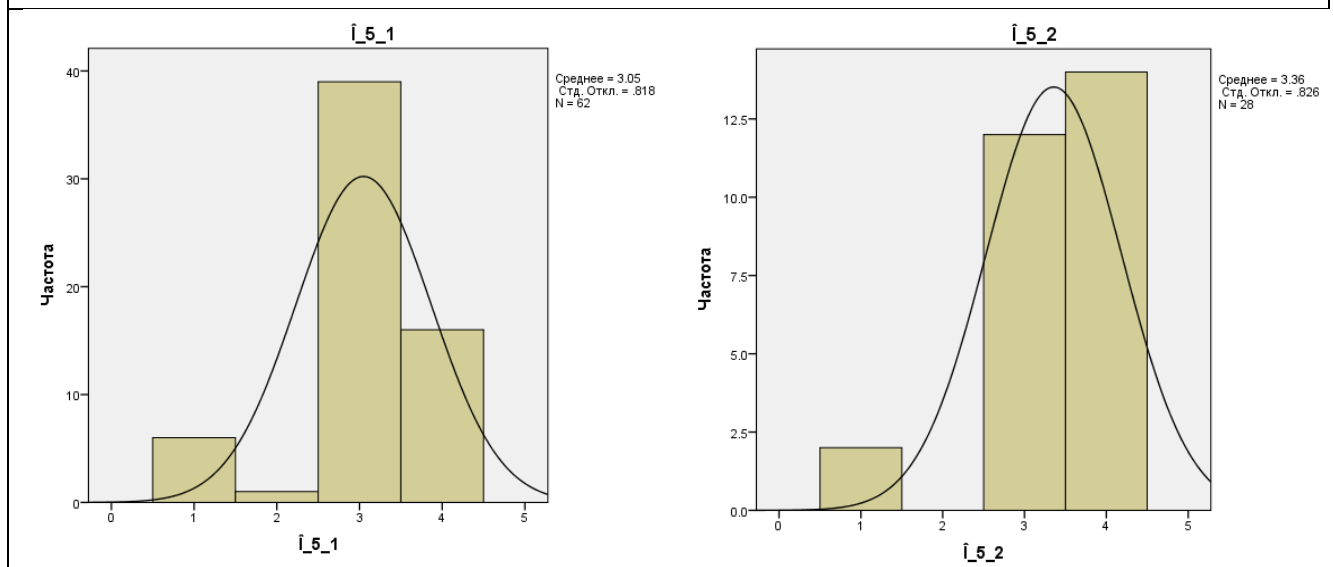 Î_5_1
40
30
20
10
0
Частота
0 1 2 3 4 5
Î_5_1
Среднее = 3.05
Стд. Откл. = .818
N = 62
Î_5_2
12.5
10.0
7.5
5.0
2.5
0.0
Частота
0 1 2 3 4 5
Î_5_2
Среднее = 3.36
Стд. Откл. = .826
N = 28